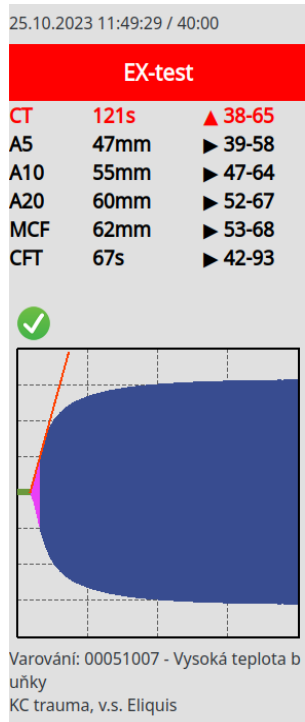 25.10.2023 11:49:29 / 40:00
EX-test
CT 121s ▲ 38-65
A5 47mm ► 39-58
A10 55mm ► 47-64
A20 60mm ► 52-67
MCF 62mm ► 53-68
CFT 67s ► 42-93
Varování: 00051007 - Vysoká teplota b
uňky
KC trauma, v.s. Eliquis